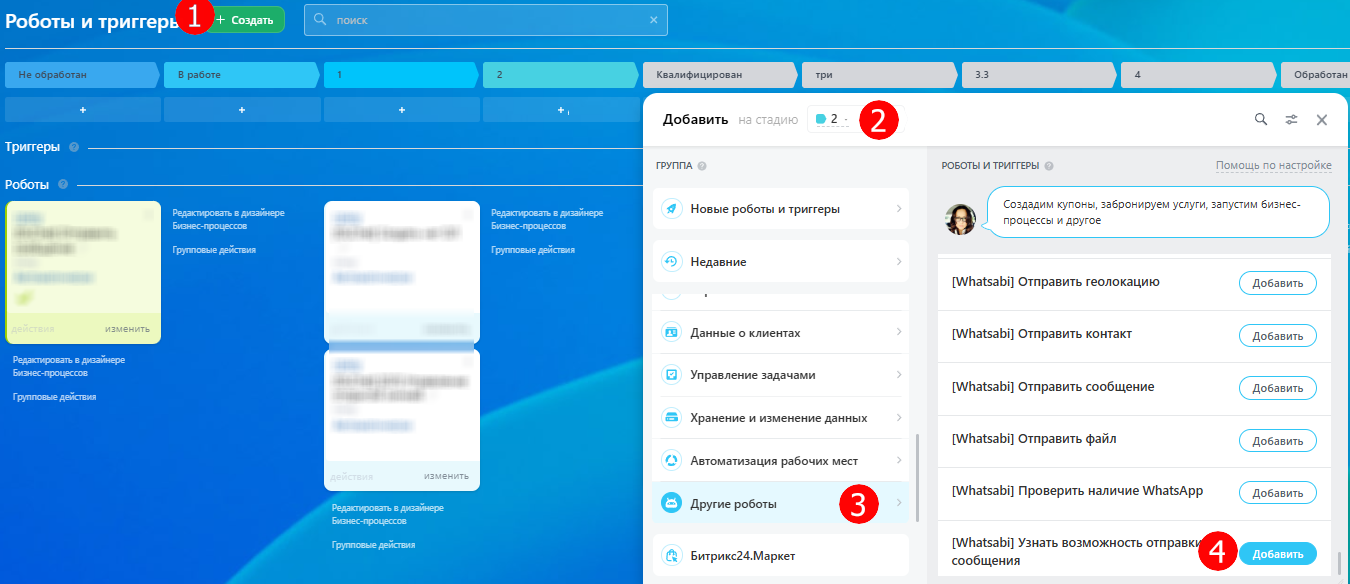 Роботы и триггеры
1
+ Создать
поиск
Не обработан
В работе
1
2
Квалифицирован
три
3.3
4
Обработан
+
+
+
+
Триггеры
Роботы
Редактировать в дизайнере
Бизнес-процессов
Групповые действия
Редактировать в дизайнере
Бизнес-процессов
Групповые действия
действия
изменить
Редактировать в дизайнере
Бизнес-процессов
Групповые действия
действия
изменить
Редактировать в дизайнере
Бизнес-процессов
Групповые действия
Добавить
на стадию
2
2
ГРУППА
Новые роботы и триггеры
Недавние
Данные о клиентах
Управление задачами
Хранение и изменение данных
Автоматизация рабочих мест
Другие роботы
3
Битрикс24.Маркет
РОБОТЫ И ТРИГГЕРЫ
Помощь по настройке
Создадим купоны, забронируем услуги, запустим бизнес-
процессы и другое
[Whatsabi] Отправить геолокацию
Добавить
[Whatsabi] Отправить контакт
Добавить
[Whatsabi] Отправить сообщение
Добавить
[Whatsabi] Отправить файл
Добавить
[Whatsabi] Проверить наличие WhatsApp
Добавить
[Whatsabi] Узнать возможность отправки
сообщения
4
Добавить